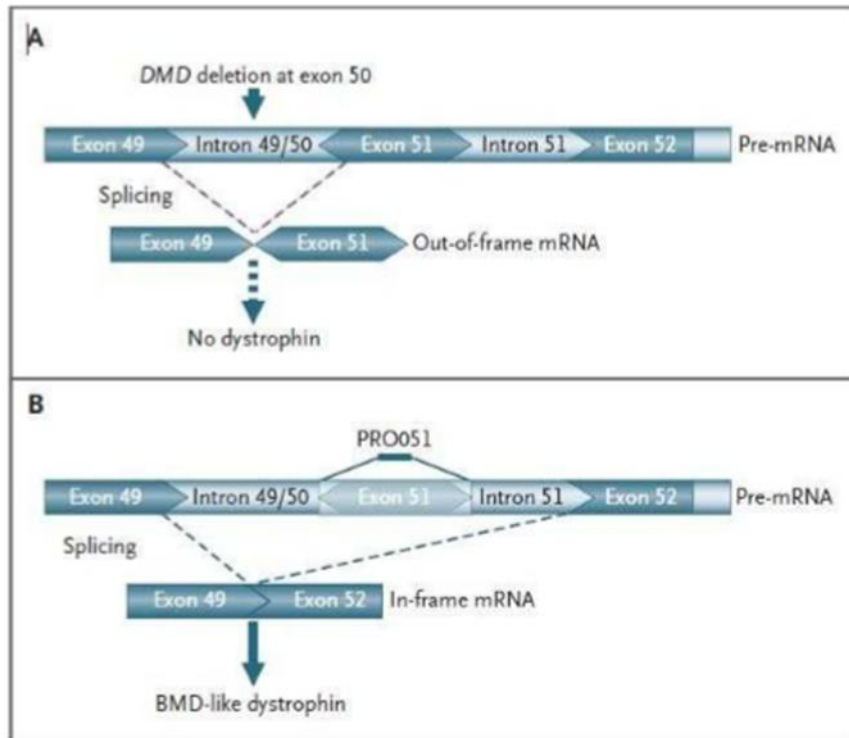 A
DMD deletion at exon 50
Exon 49 Intron 49/50 Exon 51 Intron 51 Exon 52 Pre-mRNA
Splicing
Exon 49 Exon 51 Out-of-frame mRNA
No dystrophin
B
PRO051
Exon 49 Intron 49/50 Exon 51 Intron 51 Exon 52 Pre-mRNA
Splicing
Exon 49 Exon 52 In-frame mRNA
BMD-like dystrophin